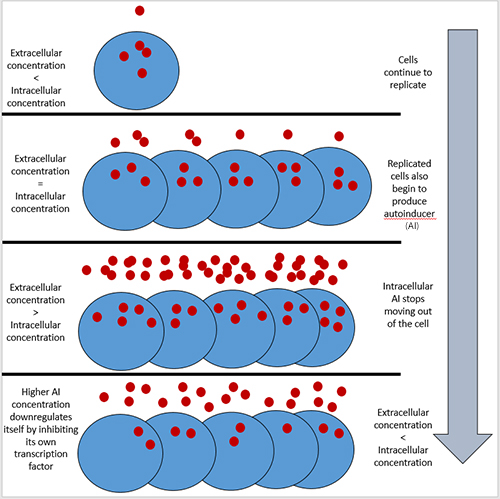 Extracellular
concentration
<
Intracellular
concentration
Cells
continue to
replicate
Extracellular
concentration
=
Intracellular
concentration
Replicated
cells also
begin to
produce
autoinducer
(AI)
Extracellular
concentration
>
Intracellular
concentration
Intracellular
AI stops
moving out
of the cell
Higher AI
concentration
downregulates
itself by inhibiting
its own
transcription
factor
Extracellular
concentration
<
Intracellular
concentration